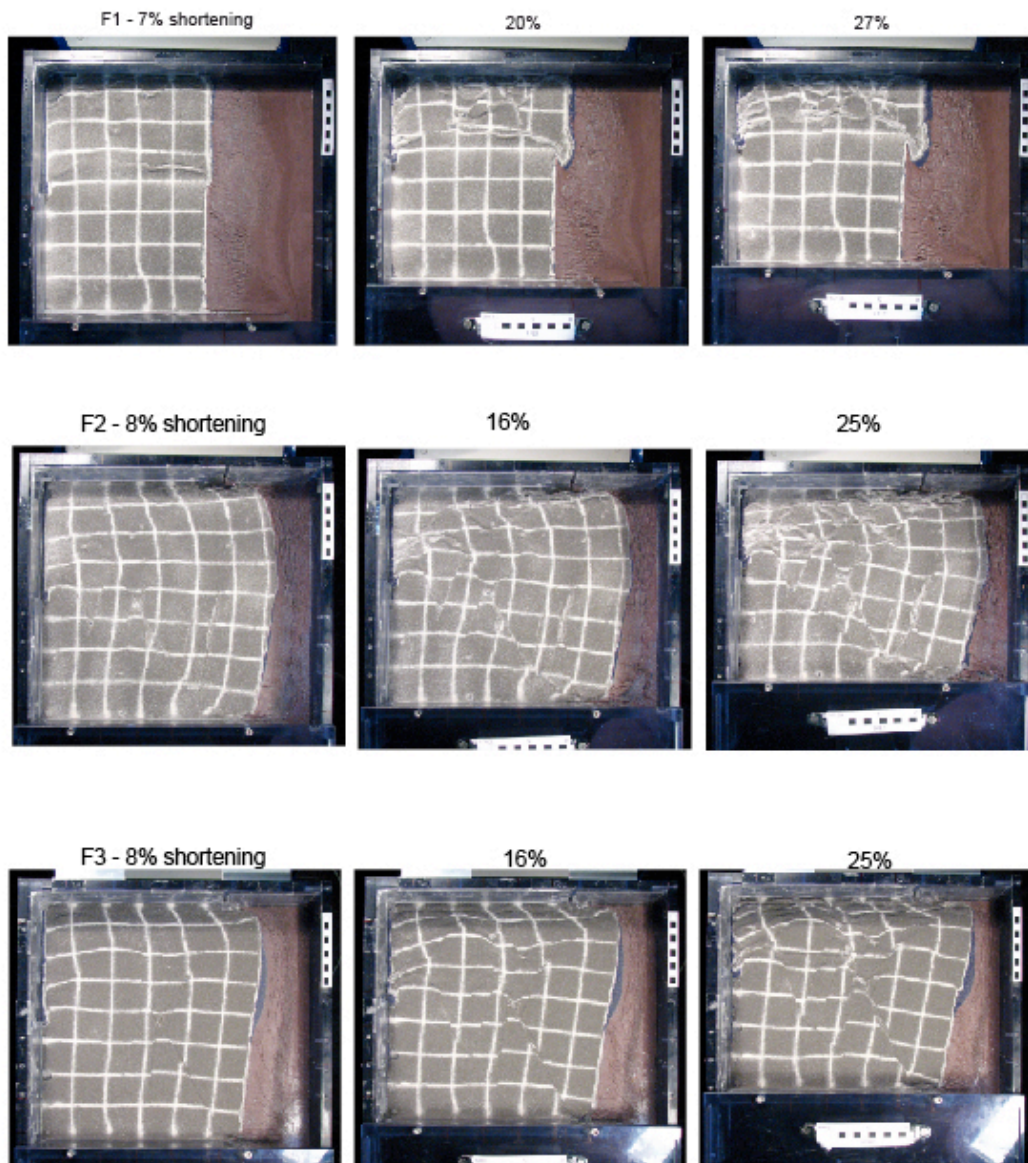 F1 - 7% shortening
20%
27%
F2 - 8% shortening
16%
25%
F3 - 8% shortening
16%
25%